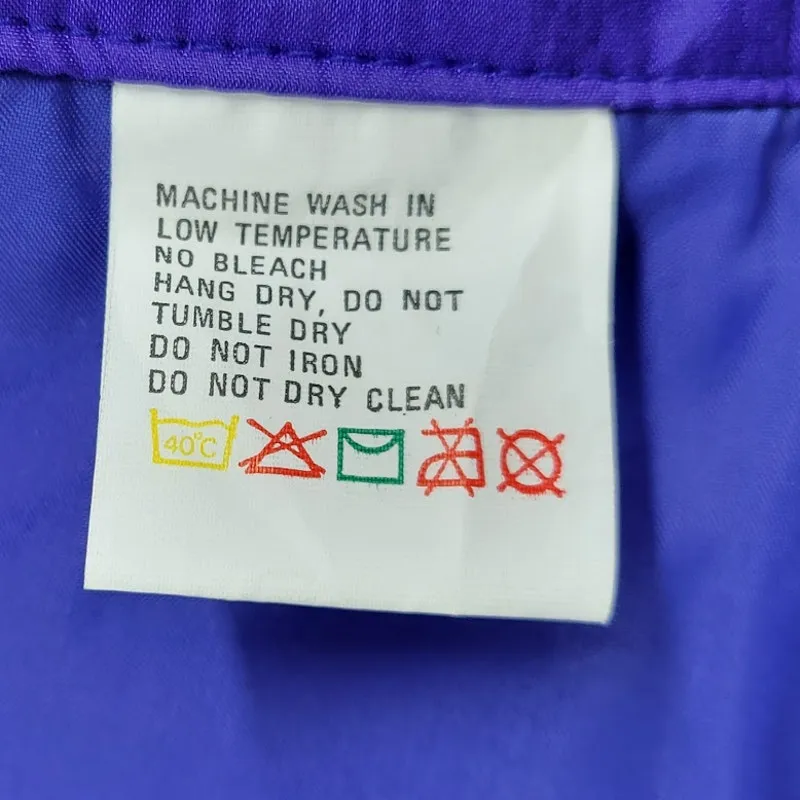 MACHINE WASH IN
LOW TEMPERATURE
NO BLEACH
HANG DRY, DO NOT
TUMBLE DRY
DO NOT IRON
DO NOT DRY CLEAN
40°C